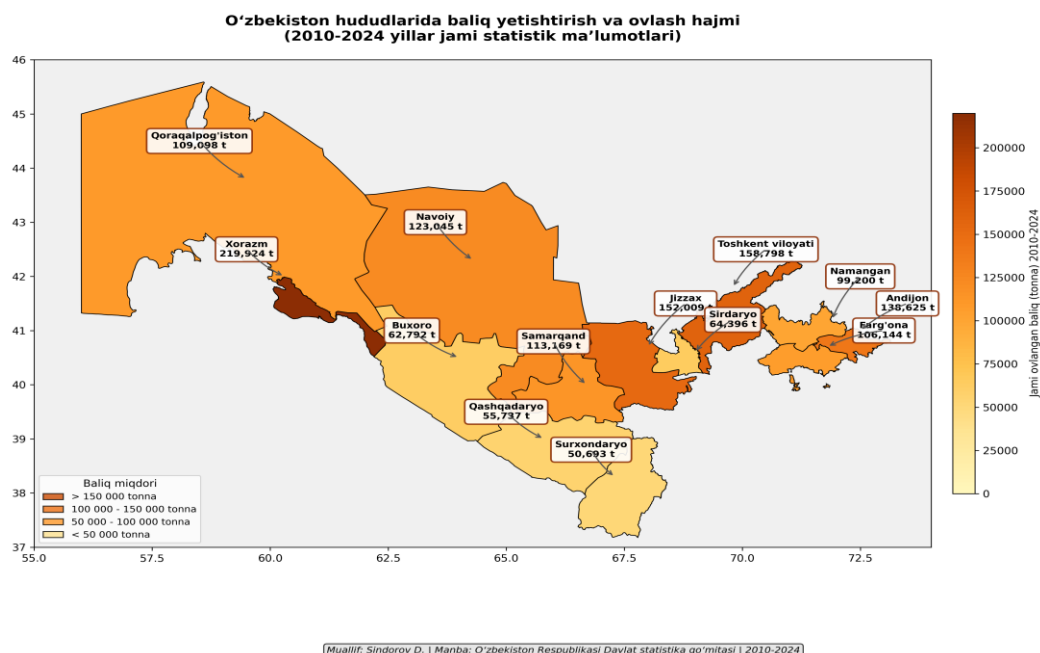 O‘zbekiston hududlarida baliq yetishtirish va ovlash hajmi
(2010-2024 yillar jami statistik ma’lumotlari)
46
45
44
43
42
41
40
39
38
37
55.0
57.5
60.0
62.5
65.0
67.5
70.0
72.5
Qoraqalpog'iston
109,098 t
Xorazm
219,924 t
Navoiy
123,045 t
Buxoro
62,792 t
Samarqand
113,169 t
Qashqadaryo
55,737 t
Surxondaryo
50,693 t
Jizzax
152,009 t
Sirdaryo
64,396 t
Toshkent viloyati
158,798 t
Namangan
99,200 t
Andijon
138,625 t
Farg'ona
106,144 t
Baliq miqdori
> 150 000 tonna
100 000 - 150 000 tonna
50 000 - 100 000 tonna
< 50 000 tonna
200000
175000
150000
125000
100000
75000
50000
25000
0
Jami ovlangan baliq (tonna) 2010-2024
Muallif: Sindorov D. | Manba: O‘zbekiston Respublikasi Davlat statistika qo‘mitasi | 2010-2024